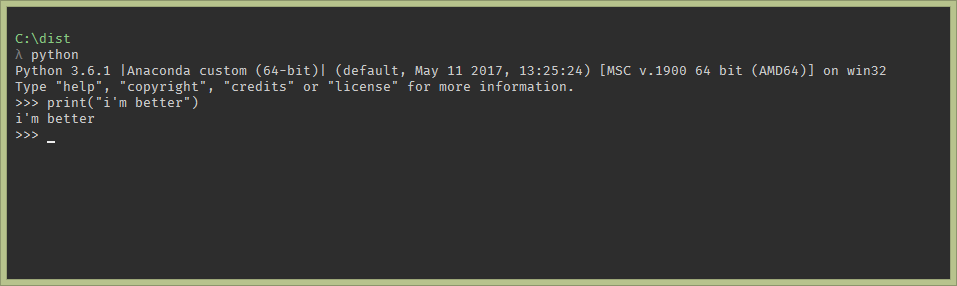 C:\dist
λ python
Python 3.6.1 |Anaconda custom (64-bit)| (default, May 11 2017, 13:25:24) [MSC v.1900 64 bit (AMD64)] on win32
Type "help", "copyright", "credits" or "license" for more information.
>>> print("i'm better")
i'm better
>>> _